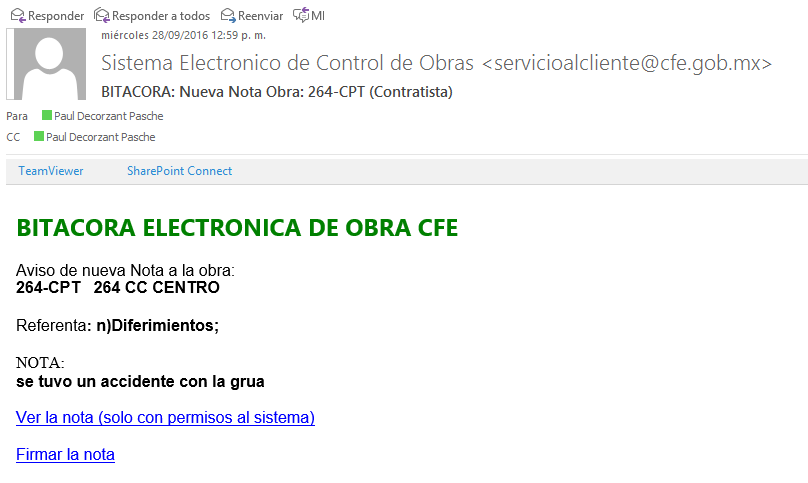 Responder Responder a todos Reenviar MI
miércoles 28/09/2016 12:59 p. m.
Sistema Electronico de Control de Obras <servicioalcliente@cfe.gob.mx>
BITACORA: Nueva Nota Obra: 264-CPT (Contratista)
Para Paul Decorzant Pasche
CC Paul Decorzant Pasche
TeamViewer SharePoint Connect
BITACORA ELECTRONICA DE OBRA CFE
Aviso de nueva Nota a la obra:
264-CPT 264 CC CENTRO
Referenta: n)Diferimientos;
NOTA:
se tuvo un accidente con la grua
Ver la nota (solo con permisos al sistema)
Firmar la nota